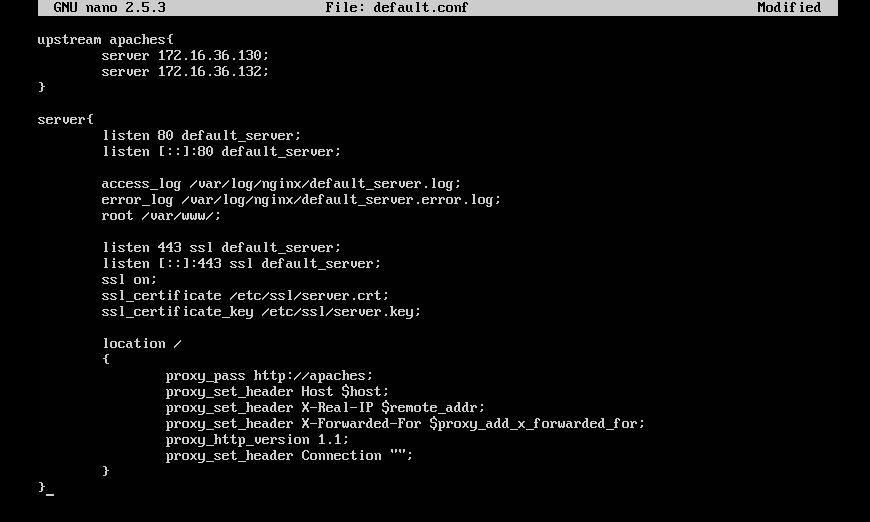 GNU nano 2.5.3 File: default.conf Modified
upstream apaches{
server 172.16.36.130;
server 172.16.36.132;
}
server{
listen 80 default_server;
listen [::]:80 default_server;
access_log /var/log/nginx/default_server.log;
error_log /var/log/nginx/default_server.error.log;
root /var/www/;
listen 443 ssl default_server;
listen [::]:443 ssl default_server;
ssl on;
ssl_certificate /etc/ssl/server.crt;
ssl_certificate_key /etc/ssl/server.key;
location /
{
proxy_pass http://apaches;
proxy_set_header Host $host;
proxy_set_header X-Real-IP $remote_addr;
proxy_set_header X-Forwarded-For $proxy_add_x_forwarded_for;
proxy_http_version 1.1;
proxy_set_header Connection "";
}
}